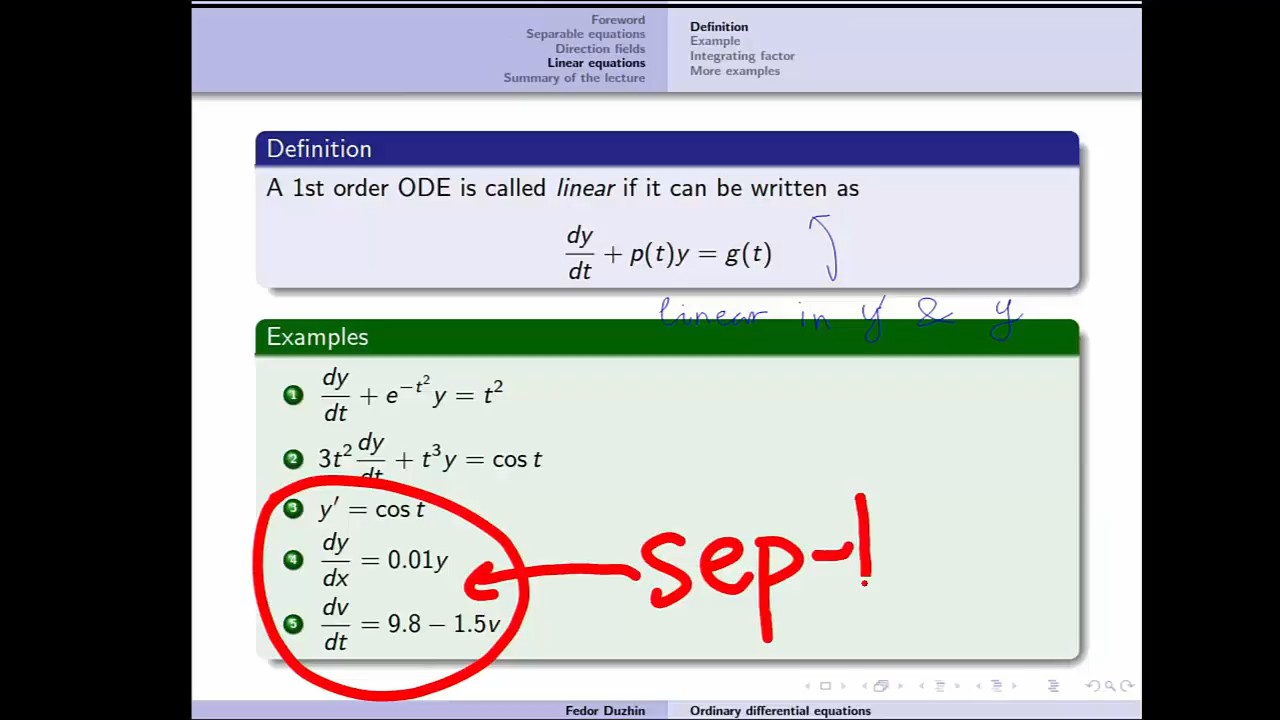 Foreword
Separable equations
Direction fields
Linear equations
Summary of the lecture
Definition
Example
Integrating factor
More examples
Definition
A 1st order ODE is called linear if it can be written as
dy/dt + p(t)y = g(t)
linear in y' & y
Examples
1 dy/dt + e^{-t^2} y = t^2
2 3t^2 dy/dt + t^3 y = cos t
3 y′ = cos t
4 dy/dx = 0.01y
5 dv/dt = 9.8 − 1.5v
sep-l
Fedor Duzhin
Ordinary differential equations